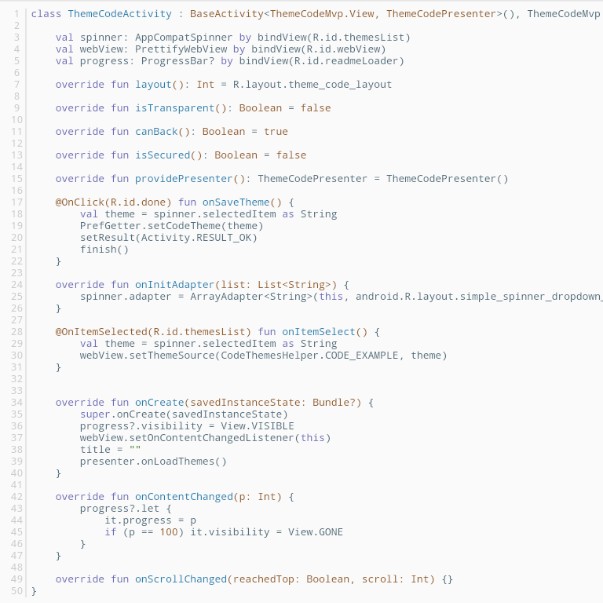 1 class ThemeCodeActivity : BaseActivity<ThemeCodeMvp.View, ThemeCodePresenter>(), ThemeCodeMvp
2
3     val spinner: AppCompatSpinner by bindView(R.id.themesList)
4     val webView: PrettifyWebView by bindView(R.id.webView)
5     val progress: ProgressBar? by bindView(R.id.readmeLoader)
6
7     override fun layout(): Int = R.layout.theme_code_layout
8
9     override fun isTransparent(): Boolean = false
10
11     override fun canBack(): Boolean = true
12
13     override fun isSecured(): Boolean = false
14
15     override fun providePresenter(): ThemeCodePresenter = ThemeCodePresenter()
16
17     @OnClick(R.id.done) fun onSaveTheme() {
18         val theme = spinner.selectedItem as String
19         PrefGetter.setCodeTheme(theme)
20         setResult(Activity.RESULT_OK)
21         finish()
22     }
23
24     override fun onInitAdapter(list: List<String>) {
25         spinner.adapter = ArrayAdapter<String>(this, android.R.layout.simple_spinner_dropdown_
26     }
27
28     @OnItemSelected(R.id.themesList) fun onItemSelect() {
29         val theme = spinner.selectedItem as String
30         webView.setThemeSource(CodeThemesHelper.CODE_EXAMPLE, theme)
31     }
32
33
34     override fun onCreate(savedInstanceState: Bundle?) {
35         super.onCreate(savedInstanceState)
36         progress?.visibility = View.VISIBLE
37         webView.setOnContentChangedListener(this)
38         title = ""
39         presenter.onLoadThemes()
40     }
41
42     override fun onContentChanged(p: Int) {
43         progress?.let {
44             it.progress = p
45             if (p == 100) it.visibility = View.GONE
46         }
47     }
48
49     override fun onScrollChanged(reachedTop: Boolean, scroll: Int) {}
50 }